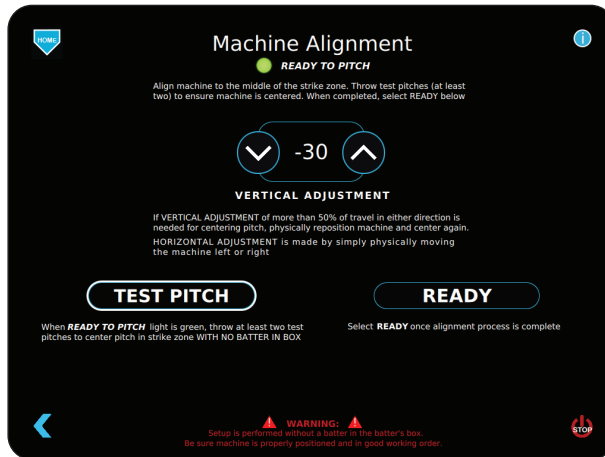 HOME
Machine Alignment
i
READY TO PITCH
Align machine to the middle of the strike zone. Throw test pitches (at least
two) to ensure machine is centered. When completed, select READY below
-30
VERTICAL ADJUSTMENT
If VERTICAL ADJUSTMENT of more than 50% of travel in either direction is
needed for centering pitch, physically reposition machine and center again.
HORIZONTAL ADJUSTMENT is made by simply physically moving
the machine left or right
TEST PITCH
READY
When READY TO PITCH light is green, throw at least two test
pitches to center pitch in strike zone WITH NO BATTER IN BOX
Select READY once alignment process is complete
WARNING:
Setup is performed without a batter in the batter's box.
Be sure machine is properly positioned and in good working order.
STOP